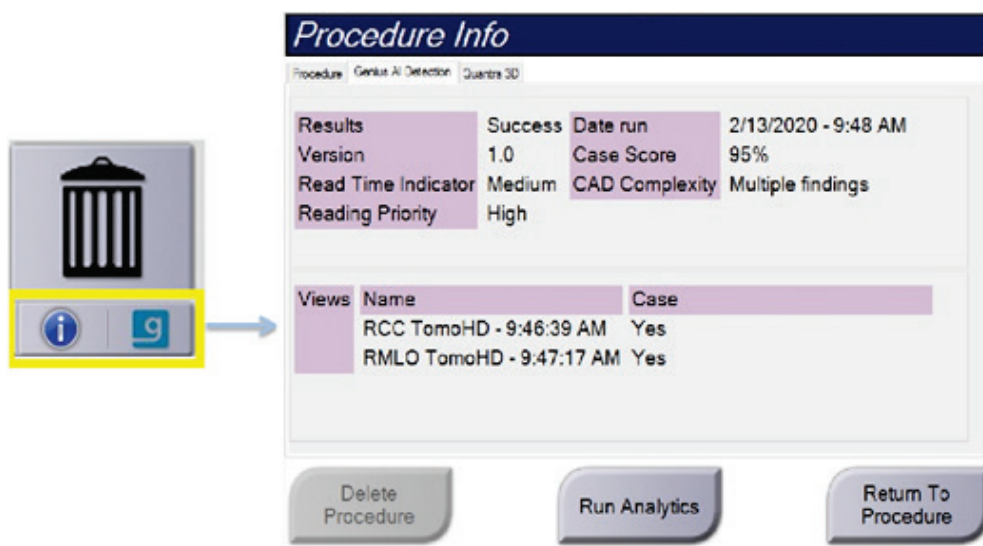 Procedure Info
Procedure Genius AI Detection Quantra 3D
Results Success Date run 2/13/2020 - 9:48 AM
Version 1.0 Case Score 95%
Read Time Indicator Medium CAD Complexity Multiple findings
Reading Priority High
i g
Views Name Case
RCC TomoHD - 9:46:39 AM Yes
RMLO TomoHD - 9:47:17 AM Yes
Delete
Procedure
Run Analytics
Return To
Procedure